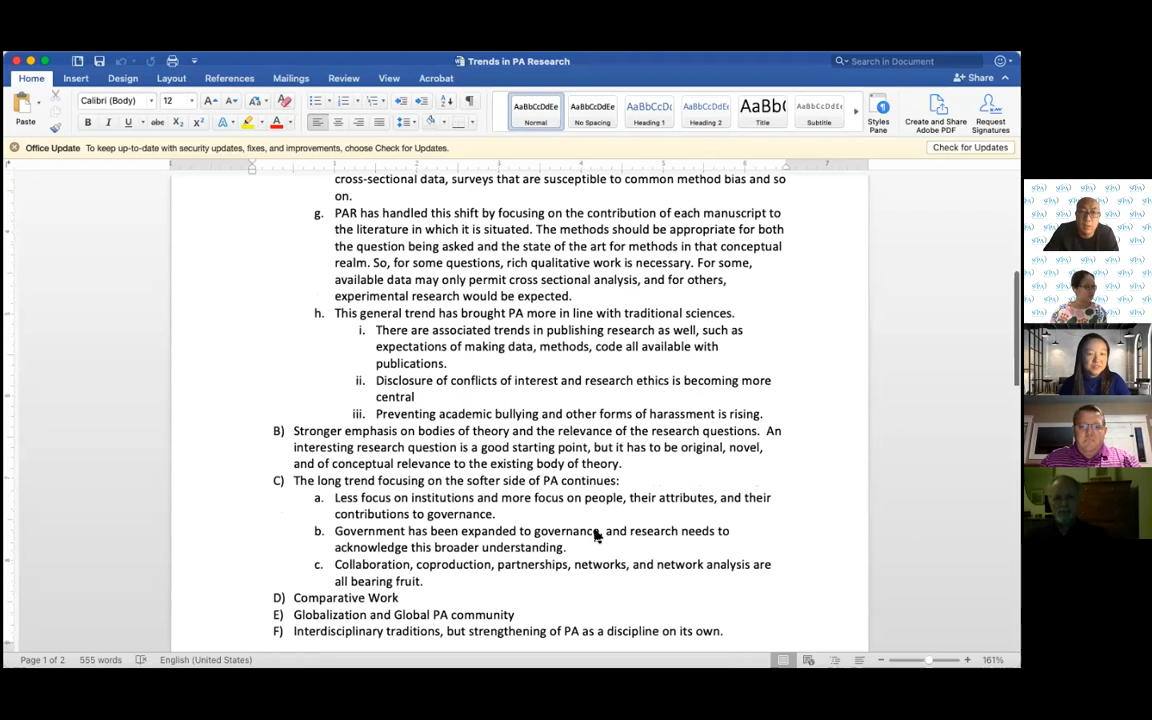 Trends in PA Research
Search in Document
Home Insert Design Layout References Mailings Review View Acrobat
Share
Calibri (Body) 12
Paste
AaBbCcDdEe AaBbCcDdEe AaBbCcDc AaBbCcDdEe AaBb( AaBbCcDdEe
Normal No Spacing Heading 1 Heading 2 Title Subtitle
Styles Pane
Create and Share Adobe PDF
Request Signatures
Office Update To keep up-to-date with security updates, fixes, and improvements, choose Check for Updates.
Check for Updates
cross-sectional data, surveys that are susceptible to common method bias and so
on.
g. PAR has handled this shift by focusing on the contribution of each manuscript to
the literature in which it is situated. The methods should be appropriate for both
the question being asked and the state of the art for methods in that conceptual
realm. So, for some questions, rich qualitative work is necessary. For some,
available data may only permit cross sectional analysis, and for others,
experimental research would be expected.
h. This general trend has brought PA more in line with traditional sciences.
i. There are associated trends in publishing research as well, such as
expectations of making data, methods, code all available with
publications.
ii. Disclosure of conflicts of interest and research ethics is becoming more
central
iii. Preventing academic bullying and other forms of harassment is rising.
B) Stronger emphasis on bodies of theory and the relevance of the research questions. An
interesting research question is a good starting point, but it has to be original, novel,
and of conceptual relevance to the existing body of theory.
C) The long trend focusing on the softer side of PA continues:
a. Less focus on institutions and more focus on people, their attributes, and their
contributions to governance.
b. Government has been expanded to governance, and research needs to
acknowledge this broader understanding.
c. Collaboration, coproduction, partnerships, networks, and network analysis are
all bearing fruit.
D) Comparative Work
E) Globalization and Global PA community
F) Interdisciplinary traditions, but strengthening of PA as a discipline on its own.
Page 1 of 2 555 words English (United States) 161%